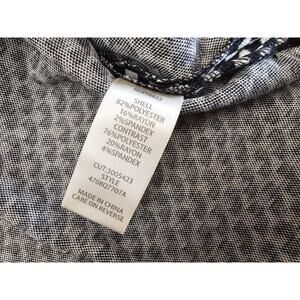 SHELL
82%POLYESTER
16%RAYON
2%SPANDEX
CONTRAST
76%POLYESTER
20%RAYON
4%SPANDEX
CUT:3005423
STYLE
470807707A
MADE IN CHINA
CARE ON REVERSE